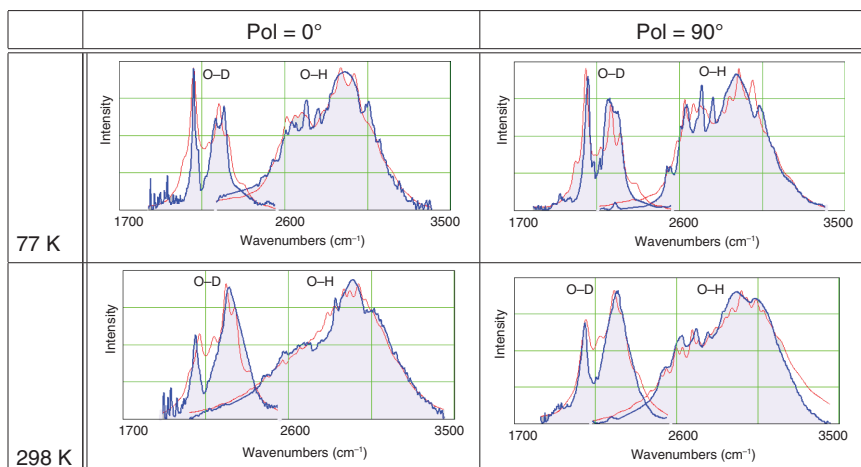 Pol = 0°
Pol = 90°
77 K
Intensity
O–D
O–H
1700
2600
3500
Wavenumbers (cm⁻¹)
Intensity
O–D
O–H
1700
2600
3500
Wavenumbers (cm⁻¹)
298 K
Intensity
O–D
O–H
1700
2600
3500
Wavenumbers (cm⁻¹)
Intensity
O–D
O–H
1700
2600
3500
Wavenumbers (cm⁻¹)